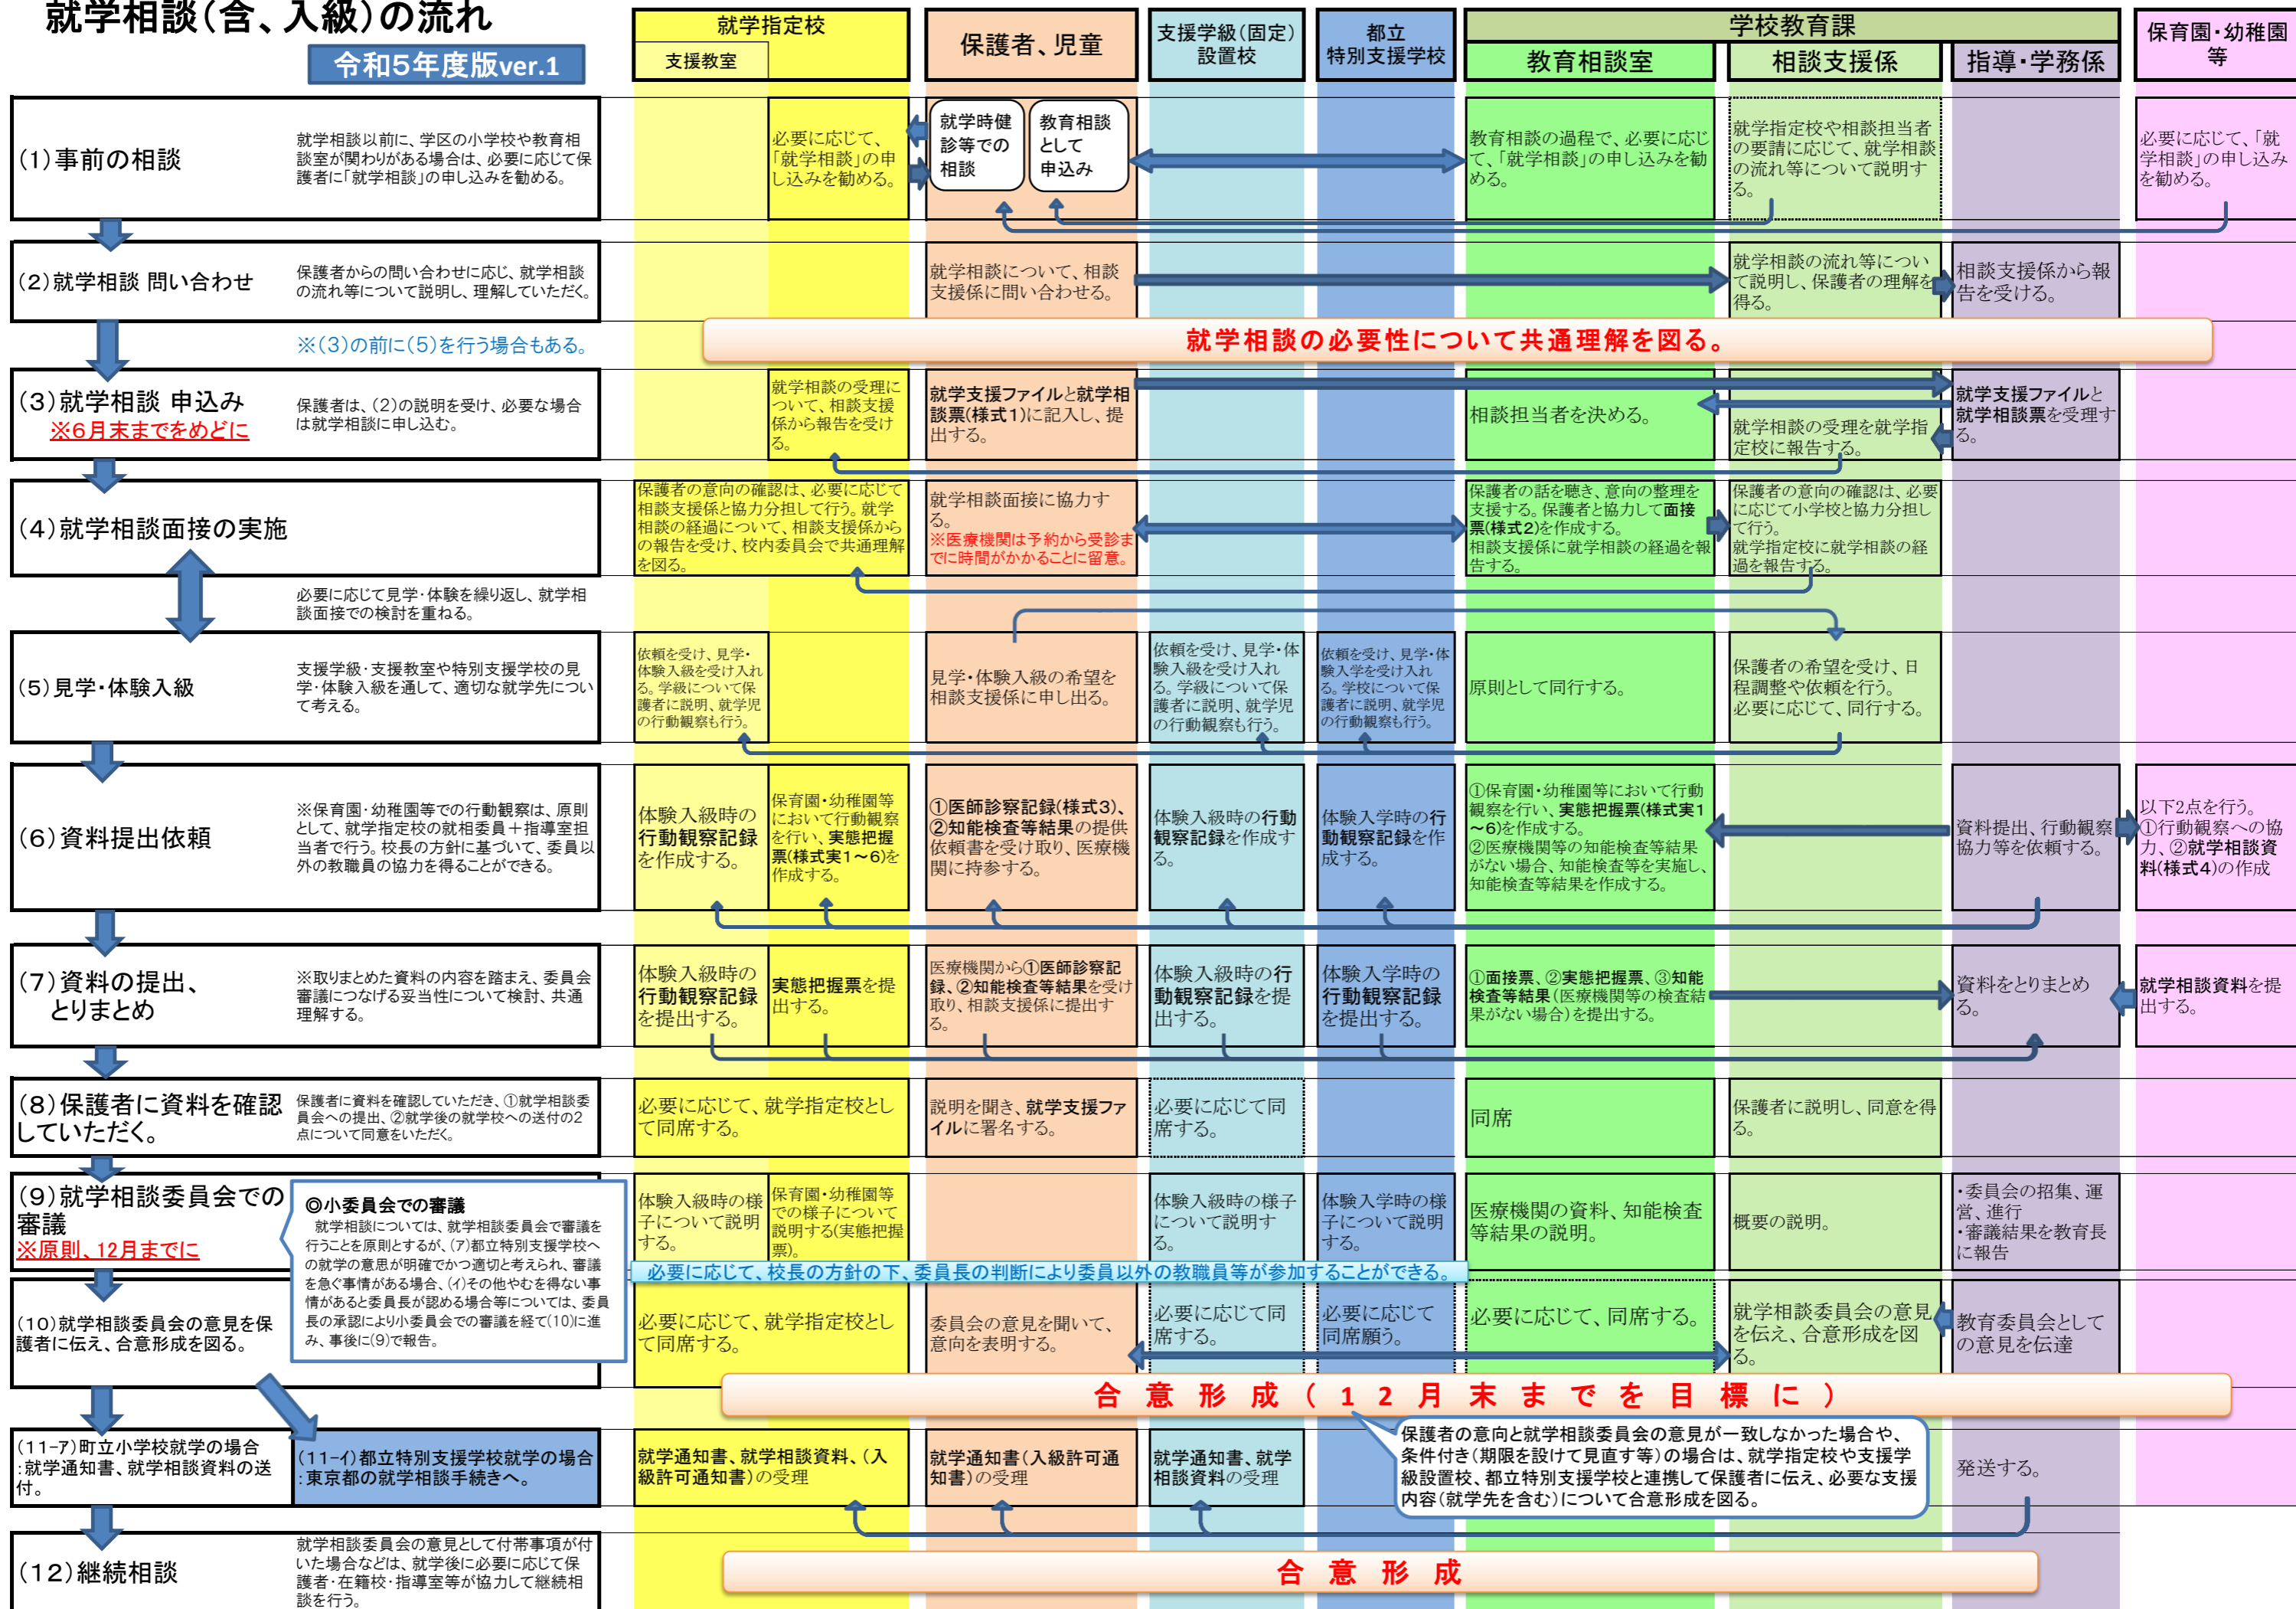 就学相談(含、入級)の流れ
令和5年度版ver.1
就学指定校
支援教室
保護者、児童
支援学級(固定)
設置校
都立
特別支援学校
学校教育課
教育相談室
相談支援係
指導・学務係
保育園・幼稚園
等
(1)事前の相談
就学相談以前に、学区の小学校や教育相
談室が関わりがある場合は、必要に応じて保
護者に「就学相談」の申し込みを勧める。
必要に応じて、
「就学相談」の申
し込みを勧める。
就学時健
診等での
相談
教育相談
として
申込み
教育相談の過程で、必要に応じ
て、「就学相談」の申し込みを勧
める。
就学指定校や相談担当者
の要請に応じて、就学相談
の流れ等について説明す
る。
必要に応じて、「就
学相談」の申し込み
を勧める。
(2)就学相談 問い合わせ
保護者からの問い合わせに応じ、就学相談
の流れ等について説明し、理解していただく。
就学相談について、相談
支援係に問い合わせる。
就学相談の流れ等につい
て説明し、保護者の理解を
得る。
相談支援係から報
告を受ける。
※(3)の前に(5)を行う場合もある。
就学相談の必要性について共通理解を図る。
(3)就学相談 申込み
※6月末までをめどに
保護者は、(2)の説明を受け、必要な場合
は就学相談に申し込む。
就学相談の受理に
ついて、相談支援
係から報告を受け
る。
就学支援ファイルと就学相
談票(様式1)に記入し、提
出する。
相談担当者を決める。
就学相談の受理を就学指
定校に報告する。
就学支援ファイルと
就学相談票を受理す
る。
(4)就学相談面接の実施
保護者の意向の確認は、必要に応じて
相談支援係と協力分担して行う。就学
相談の経過について、相談支援係から
の報告を受け、校内委員会で共通理解
を図る。
就学相談面接に協力す
る。
※医療機関は予約から受診ま
でに時間がかかることに留意。
保護者の話を聴き、意向の整理を
支援する。保護者と協力して面接
票(様式2)を作成する。
相談支援係に就学相談の経過を報
告する。
保護者の意向の確認は、必要
に応じて小学校と協力分担し
て行う。
就学指定校に就学相談の経
過を報告する。
必要に応じて見学・体験を繰り返し、就学相
談面接での検討を重ねる。
(5)見学・体験入級
支援学級・支援教室や特別支援学校の見
学・体験入級を通して、適切な就学先につい
て考える。
依頼を受け、見学・
体験入級を受け入れ
る。学級について保
護者に説明、就学児
の行動観察も行う。
見学・体験入級の希望を
相談支援係に申し出る。
依頼を受け、見学・体
験入級を受け入れ
る。学級について保
護者に説明、就学児
の行動観察も行う。
依頼を受け、見学・体
験入学を受け入れ
る。学校について保
護者に説明、就学児
の行動観察も行う。
原則として同行する。
保護者の希望を受け、日
程調整や依頼を行う。
必要に応じて、同行する。
(6)資料提出依頼
※保育園・幼稚園等での行動観察は、原則
として、就学指定校の就相委員+指導室担
当者で行う。校長の方針に基づいて、委員以
外の教職員の協力を得ることができる。
体験入級時の
行動観察記録
を作成する。
保育園・幼稚園等
において行動観察
を行い、実態把握
票(様式実1~6)を
作成する。
①医師診察記録(様式3)、
②知能検査等結果の提供
依頼書を受け取り、医療機
関に持参する。
体験入級時の行動
観察記録を作成す
る。
体験入学時の行
動観察記録を作
成する。
①保育園・幼稚園等において行動
観察を行い、実態把握票(様式実1
~6)を作成する。
②医療機関等の知能検査等結果
がない場合、知能検査等を実施し、
知能検査等結果を作成する。
資料提出、行動観察
協力等を依頼する。
以下2点を行う。
①行動観察への協
力、②就学相談資
料(様式4)の作成
(7)資料の提出、
とりまとめ
※取りまとめた資料の内容を踏まえ、委員会
審議につなげる妥当性について検討、共通
理解する。
体験入級時の
行動観察記録
を提出する。
実態把握票を提
出する。
医療機関から①医師診察記
録、②知能検査等結果を受け
取り、相談支援係に提出す
る。
体験入級時の行
動観察記録を提
出する。
体験入学時の
行動観察記録
を提出する。
①面接票、②実態把握票、③知能
検査等結果(医療機関等の検査結
果がない場合)を提出する。
資料をとりまとめ
る。
就学相談資料を提
出する。
(8)保護者に資料を確認
していただく。
保護者に資料を確認していただき、①就学相談委
員会への提出、②就学後の就学校への送付の2
点について同意をいただく。
必要に応じて、就学指定校とし
て同席する。
説明を聞き、就学支援ファ
イルに署名する。
必要に応じて同
席する。
同席
保護者に説明し、同意を得
る。
(9)就学相談委員会での
審議
※原則、12月までに
◎小委員会での審議
就学相談については、就学相談委員会で審議を
行うことを原則とするが、(ア)都立特別支援学校へ
の就学の意思が明確でかつ適切と考えられ、審議
を急ぐ事情がある場合、(イ)その他やむを得ない事
情があると委員長が認める場合等については、委員
長の承認により小委員会での審議を経て(10)に進
み、事後に(9)で報告。
体験入級時の様
子について説明
する。
保育園・幼稚園等
での様子について
説明する(実態把握
票)。
体験入級時の様子
について説明す
る。
体験入学時の様
子について説明
する。
医療機関の資料、知能検査
等結果の説明。
概要の説明。
・委員会の招集、運
営、進行
・審議結果を教育長
に報告
必要に応じて、校長の方針の下、委員長の判断により委員以外の教職員等が参加することができる。
(10)就学相談委員会の意見を保
護者に伝え、合意形成を図る。
必要に応じて、就学指定校とし
て同席する。
委員会の意見を聞いて、
意向を表明する。
必要に応じて同
席する。
必要に応じて
同席願う。
必要に応じて、同席する。
就学相談委員会の意見
を伝え、合意形成を図
る。
教育委員会として
の意見を伝達
合意形成(12月末までを目標に)
(11-ア)町立小学校就学の場合
:就学通知書、就学相談資料の送
付。
(11-イ)都立特別支援学校就学の場合
:東京都の就学相談手続きへ。
就学通知書、就学相談資料、(入
級許可通知書)の受理
就学通知書(入級許可通
知書)の受理
就学通知書、就学
相談資料の受理
保護者の意向と就学相談委員会の意見が一致しなかった場合や、
条件付き(期限を設けて見直す等)の場合は、就学指定校や支援学
級設置校、都立特別支援学校と連携して保護者に伝え、必要な支援
内容(就学先を含む)について合意形成を図る。
発送する。
(12)継続相談
就学相談委員会の意見として付帯事項が付
いた場合などは、就学後に必要に応じて保
護者・在籍校・指導室等が協力して継続相
談を行う。
合意形成